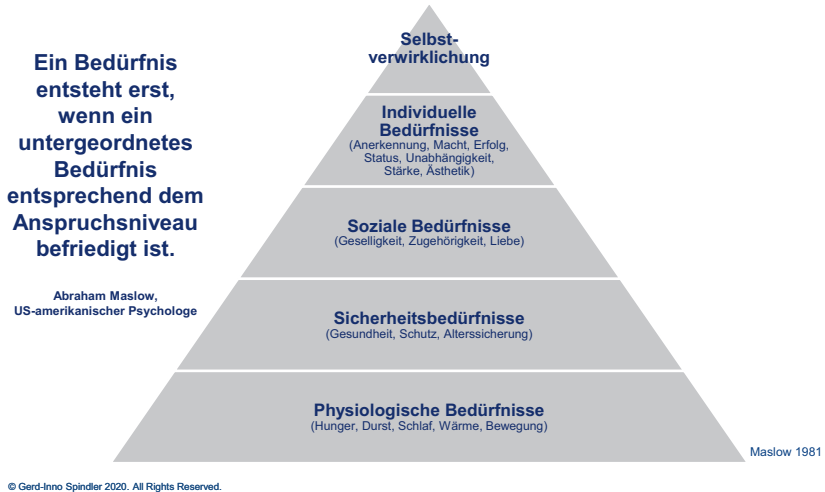 Ein Bedürfnis
entsteht erst,
wenn ein
untergeordnetes
Bedürfnis
entsprechend dem
Anspruchsniveau
befriedigt ist.
Abraham Maslow,
US-amerikanischer Psychologe
Selbst-
verwirklichung
Individuelle
Bedürfnisse
(Anerkennung, Macht, Erfolg,
Status, Unabhängigkeit,
Stärke, Ästhetik)
Soziale Bedürfnisse
(Geselligkeit, Zugehörigkeit, Liebe)
Sicherheitsbedürfnisse
(Gesundheit, Schutz, Alterssicherung)
Physiologische Bedürfnisse
(Hunger, Durst, Schlaf, Wärme, Bewegung)
Maslow 1981
© Gerd-Inno Spindler 2020. All Rights Reserved.